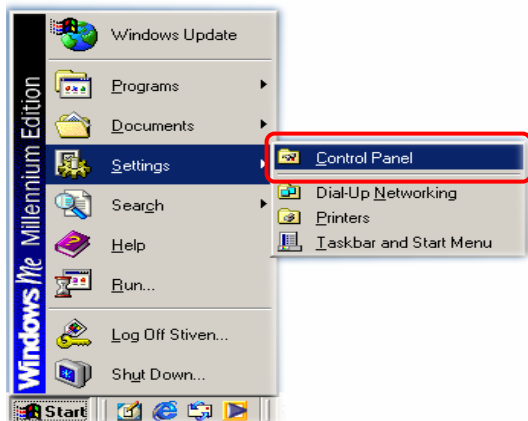 Windows Me Millennium Edition
Windows Update
Programs
Documents
Settings
Search
Help
Run...
Log Off Stiven...
Shut Down...
Control Panel
Dial-Up Networking
Printers
Taskbar and Start Menu
Start